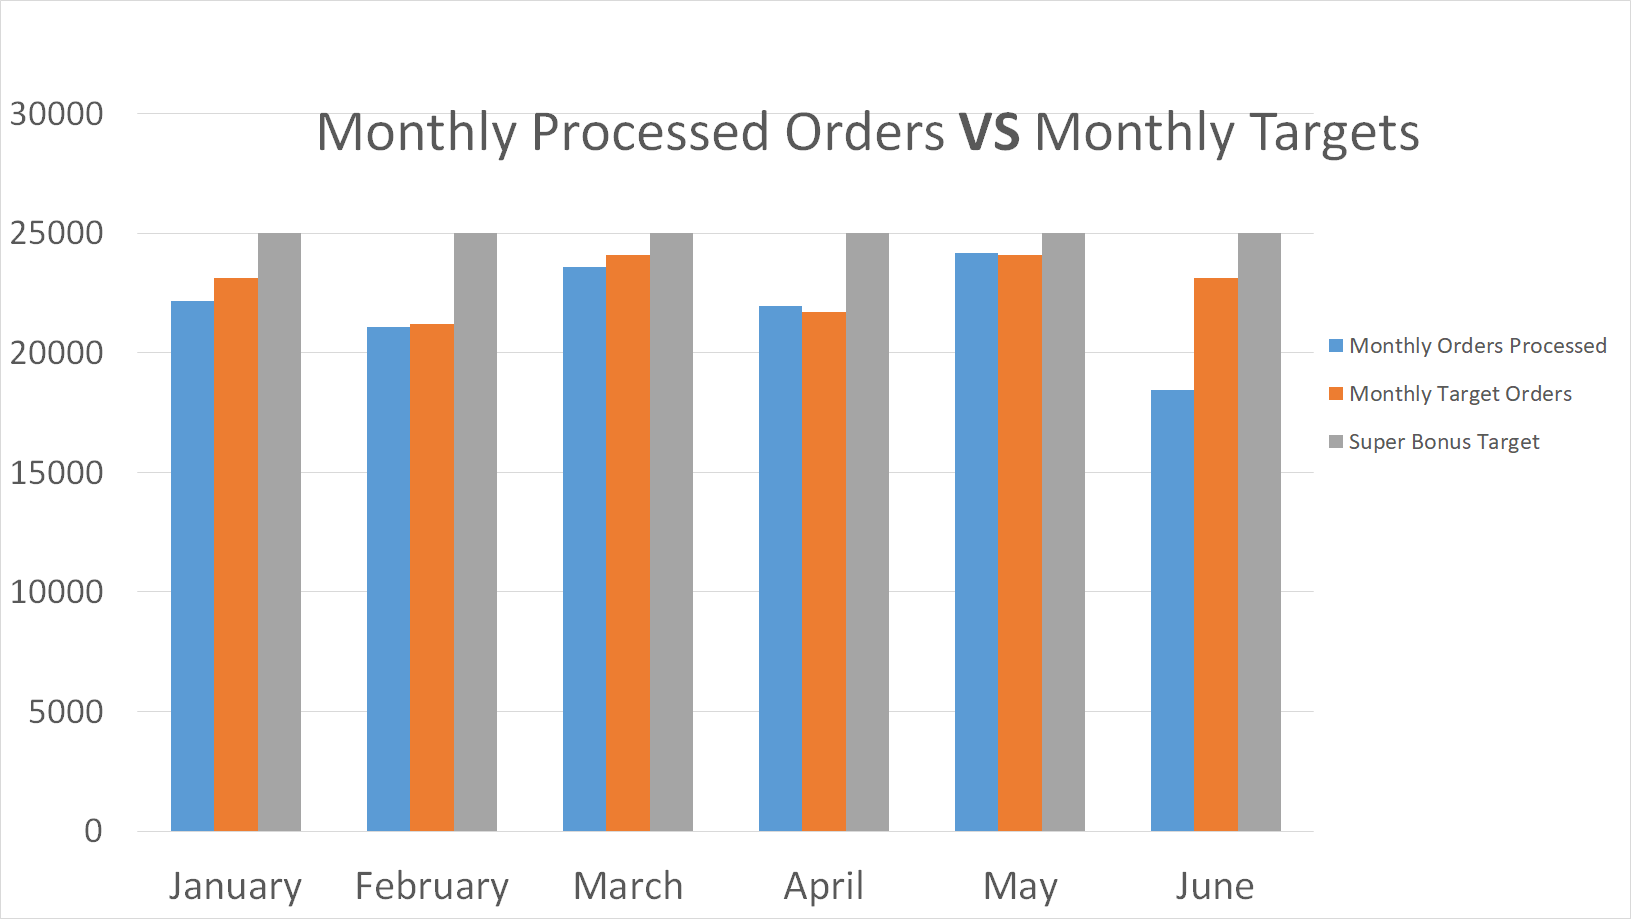 Monthly Processed Orders VS Monthly Targets
30000
25000
20000
15000
10000
5000
0
January February March April May June
Monthly Orders Processed
Monthly Target Orders
Super Bonus Target